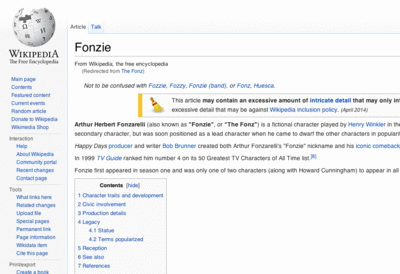 WIKIPEDIA
The Free Encyclopedia
Main page
Contents
Featured content
Current events
Random article
Donate to Wikipedia
Wikimedia Shop
Interaction
Help
About Wikipedia
Community portal
Recent changes
Contact page
Tools
What links here
Related changes
Upload file
Special pages
Permanent link
Page information
Wikidata item
Cite this page
Print/export
Create a book
Article Talk
Fonzie
From Wikipedia, the free encyclopedia
(Redirected from The Fonz)
Not to be confused with Fozzie, Fozzy, Fonzie (band), or Fonz, Huesca.
This article may contain an excessive amount of intricate detail that may only int
excessive detail that may be against Wikipedia inclusion policy. (April 2014)
Arthur Herbert Fonzarelli (also known as "Fonzie", or "The Fonz") is a fictional character played by Henry Winkler in the
secondary character, but was soon positioned as a lead character when he came to dwarf the other characters in popularit
Happy Days producer and writer Bob Brunner created both Arthur Fonzarelli's "Fonzie" nickname and his iconic comeback
In 1999 TV Guide ranked him number 4 on its 50 Greatest TV Characters of All Time list.
Fonzie first appeared in season one and was only one of two characters (along with Howard Cunningham) to appear in all
Contents [hide]
1 Character traits and development
2 Civic involvement
3 Production details
4 Legacy
4.1 Statue
4.2 Terms popularized
5 Reception
6 See also
7 References